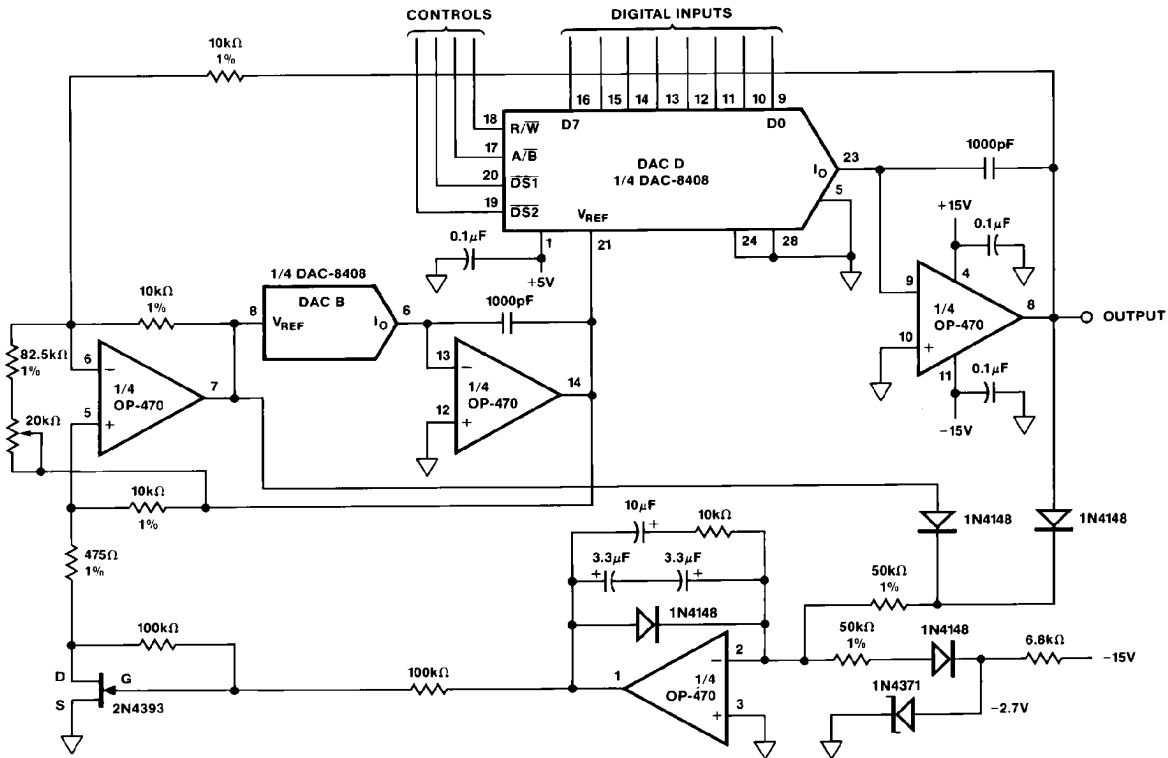 CONTROLS
DIGITAL INPUTS
10kΩ
1%
16 15 14 13 12 11 10 9
D7
D0
18
R/W̅
17
A/B̅
20
D̅S̅1̅
19
D̅S̅2̅
DAC D
1/4 DAC-8408
IO
23
5
VREF
1
21
24
28
1000pF
0.1μF
+5V
+15V
0.1μF
4
9
−
10
+
1/4
OP-470
8
OUTPUT
11
0.1μF
−15V
1/4 DAC-8408
DAC B
8
VREF
IO
6
1000pF
10kΩ
1%
82.5kΩ
1%
20kΩ
6
−
5
+
1/4
OP-470
7
13
−
12
+
1/4
OP-470
14
10kΩ
1%
475Ω
1%
100kΩ
D
G
S
2N4393
100kΩ
10μF
+
10kΩ
3.3μF
+
3.3μF
+
1N4148
1
1/4
OP-470
2
−
3
+
1N4148
1N4148
50kΩ
1%
50kΩ
1%
1N4148
6.8kΩ
−15V
1N4371
−2.7V